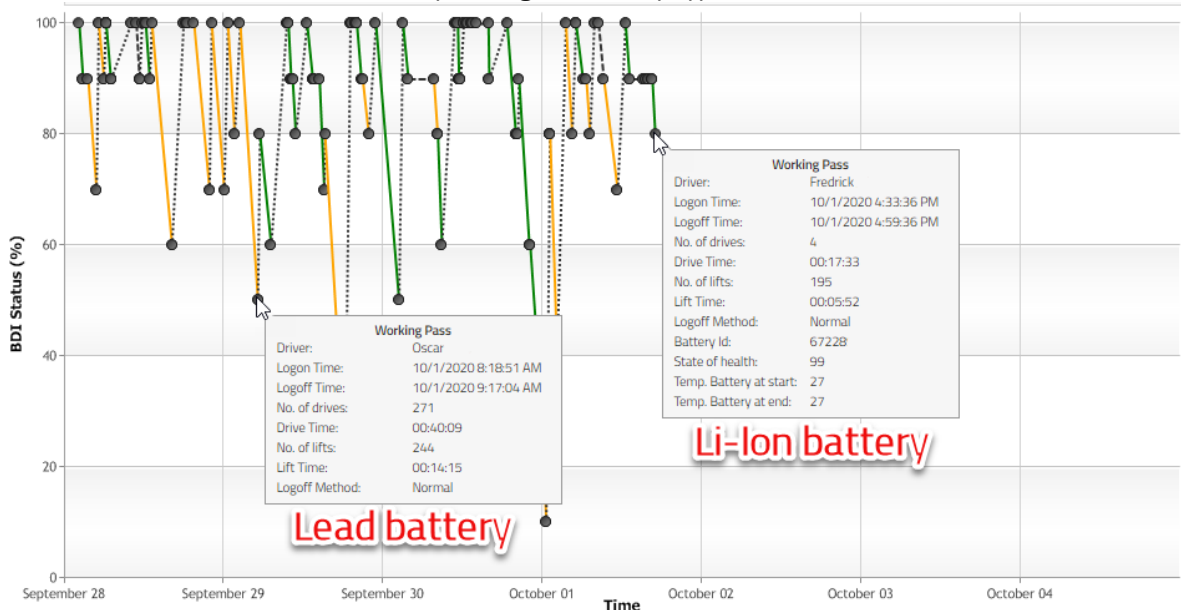 100
80
60
40
20
0
BDI Status (%)
September 28
September 29
September 30
October 01
October 02
October 03
October 04
Time
Working Pass
Driver: Oscar
Logon Time: 10/1/2020 8:18:51 AM
Logoff Time: 10/1/2020 9:17:04 AM
No. of drives: 271
Drive Time: 00:40:09
No. of lifts: 244
Lift Time: 00:14:15
Logoff Method: Normal
Lead battery
Working Pass
Driver: Fredrick
Logon Time: 10/1/2020 4:33:36 PM
Logoff Time: 10/1/2020 4:59:36 PM
No. of drives: 4
Drive Time: 00:17:33
No. of lifts: 195
Lift Time: 00:05:52
Logoff Method: Normal
Battery Id: 67228
State of health: 99
Temp. Battery at start: 27
Temp. Battery at end: 27
Li-Ion battery